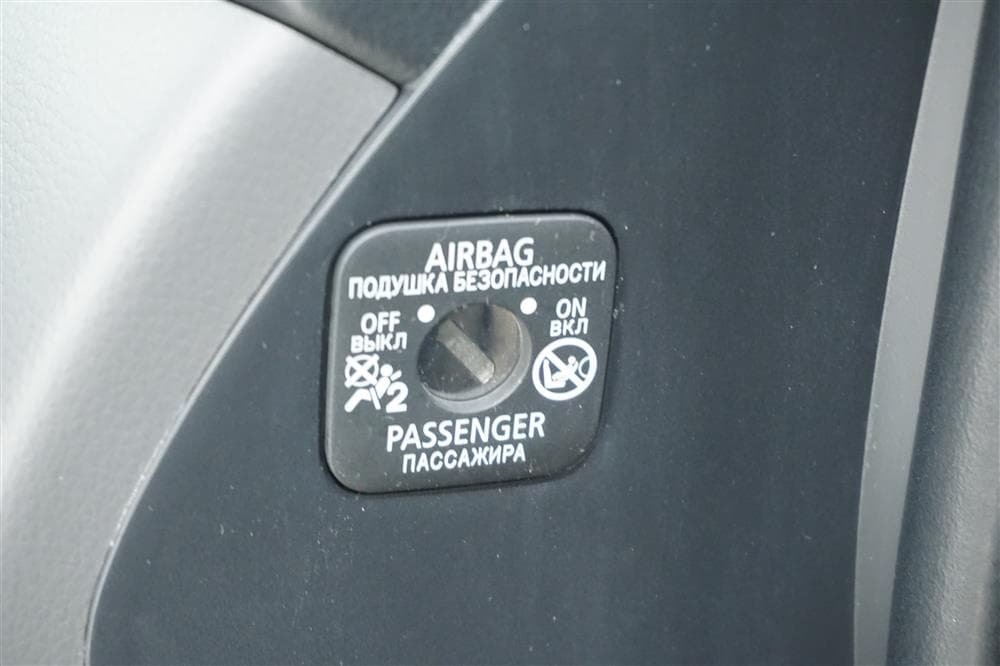 AIRBAG
ПОДУШКА БЕЗОПАСНОСТИ
OFF
ВЫКЛ
ON
ВКЛ
2
PASSENGER
ПАССАЖИРА